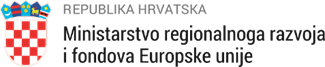 REPUBLIKA HRVATSKA
Ministarstvo regionalnoga razvoja
i fondova Europske unije